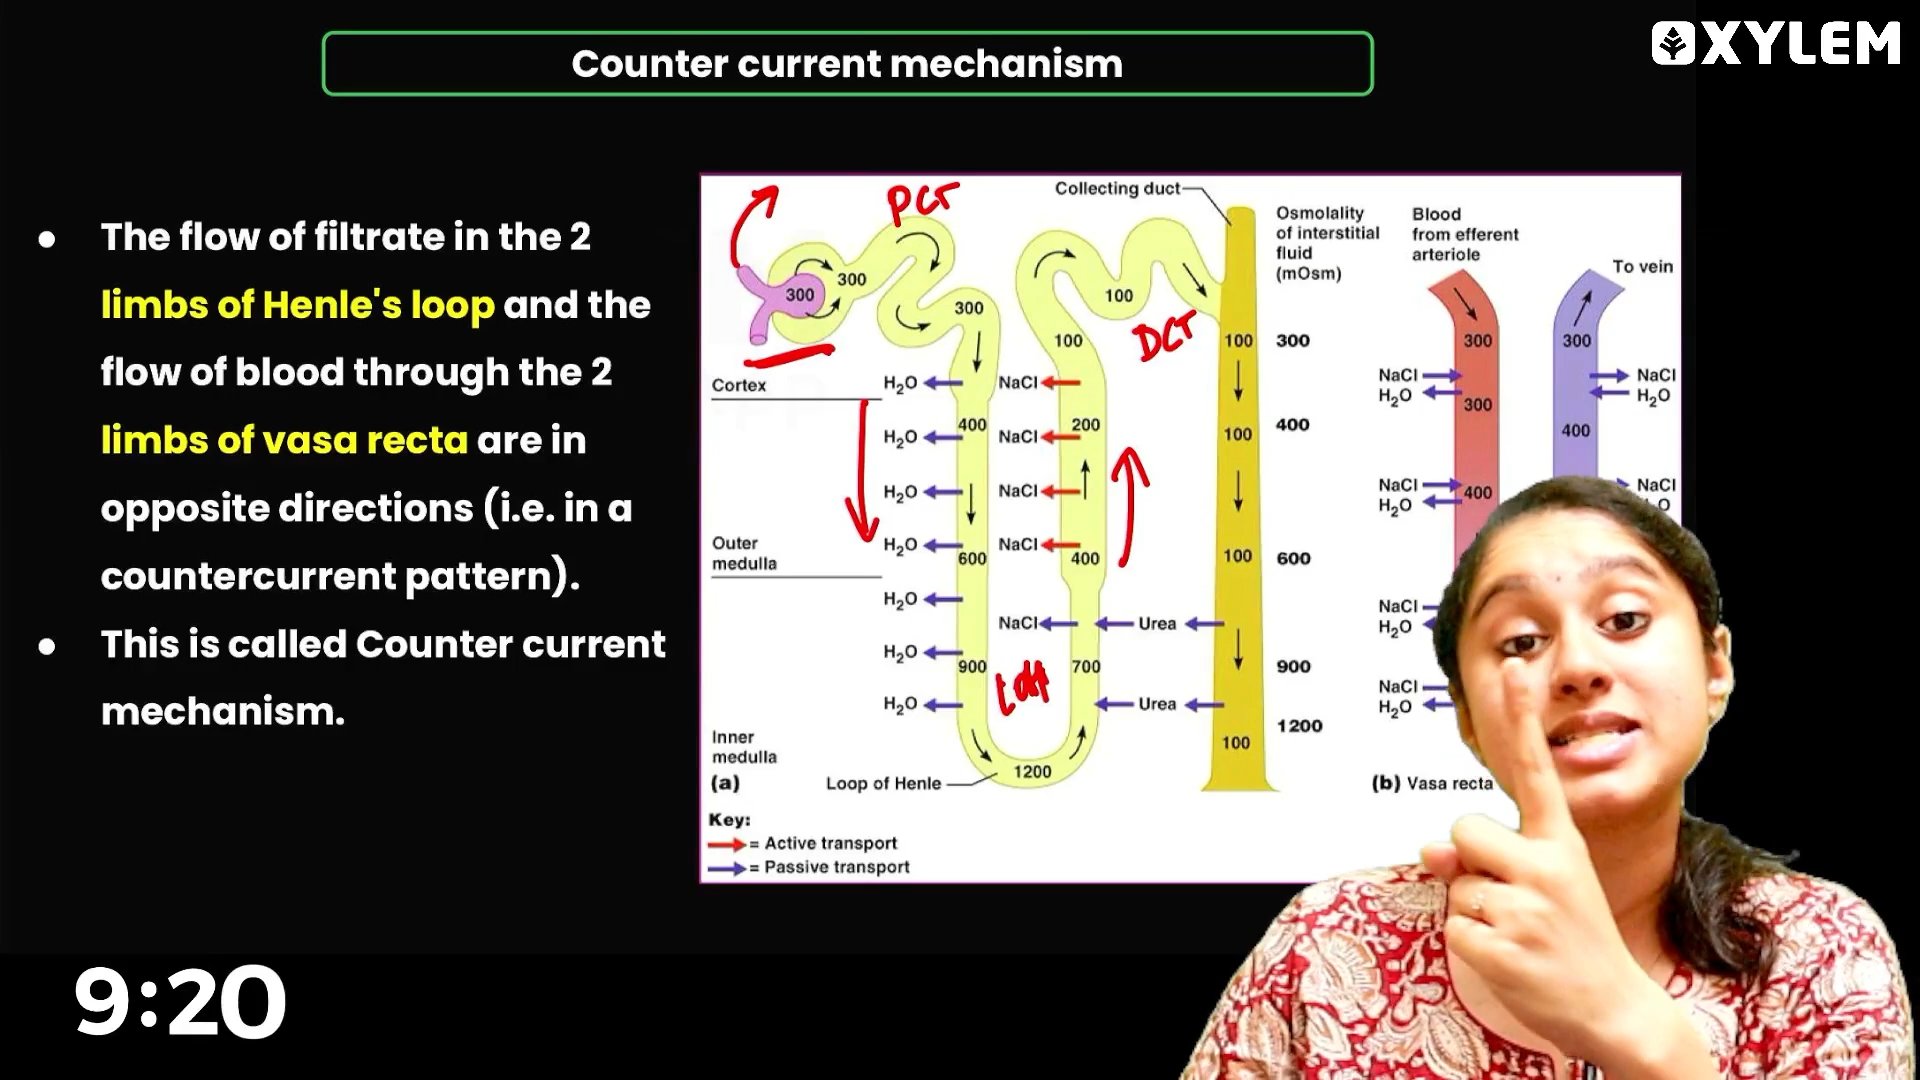 Counter current mechanism
XYLEM
● The flow of filtrate in the 2
limbs of Henle's loop and the
flow of blood through the 2
limbs of vasa recta are in
opposite directions (i.e. in a
countercurrent pattern).
● This is called Counter current
mechanism.
PCT
Collecting duct
Osmolality
of interstitial
fluid
(mOsm)
Blood
from efferent
arteriole
To vein
300
300
300
100
DCT
100
100
300
300
300
Cortex
H₂O
NaCl
NaCl
H₂O
NaCl
H₂O
300
400
H₂O
400
NaCl
200
100
400
H₂O
NaCl
NaCl
H₂O
400
NaCl
Outer
medulla
H₂O
600
NaCl
400
100
600
H₂O
NaCl
Urea
NaCl
H₂O
H₂O
900
LOH
700
900
H₂O
Urea
NaCl
H₂O
1200
Inner
medulla
100
1200
(a)
Loop of Henle
(b) Vasa recta
Key:
= Active transport
= Passive transport
9:20